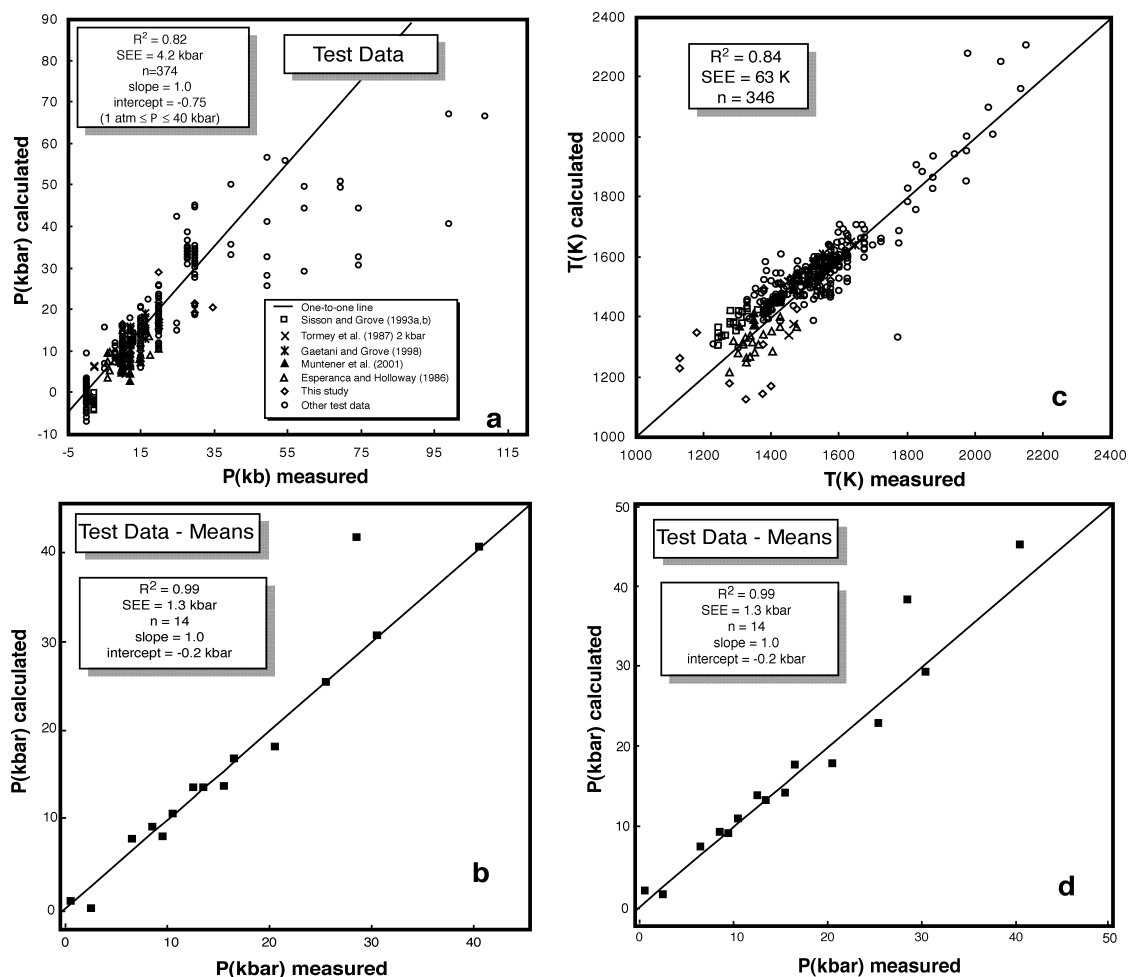 90
80
70
60
50
40
30
20
10
0
-10
P(kbar) calculated
R2 = 0.82
SEE = 4.2 kbar
n=374
slope = 1.0
intercept = -0.75
(1 atm ≤ P ≤ 40 kbar)
Test Data
One-to-one line
Sisson and Grove (1993a,b)
Tormey et al. (1987) 2 kbar
Gaetani and Grove (1998)
Muntener et al. (2001)
Esperanca and Holloway (1986)
This study
Other test data
a
-5 15 35 55 75 95 115
P(kb) measured
2400
2200
2000
1800
1600
1400
1200
1000
T(K) calculated
R2 = 0.84
SEE = 63 K
n = 346
c
1000 1200 1400 1600 1800 2000 2200 2400
T(K) measured
40
30
20
10
0
P(kbar) calculated
Test Data - Means
R2 = 0.99
SEE = 1.3 kbar
n = 14
slope = 1.0
intercept = -0.2 kbar
b
0 10 20 30 40
P(kbar) measured
50
40
30
20
10
0
P(kbar) calculated
Test Data - Means
R2 = 0.99
SEE = 1.3 kbar
n = 14
slope = 1.0
intercept = -0.2 kbar
d
0 10 20 30 40 50
P(kbar) measured